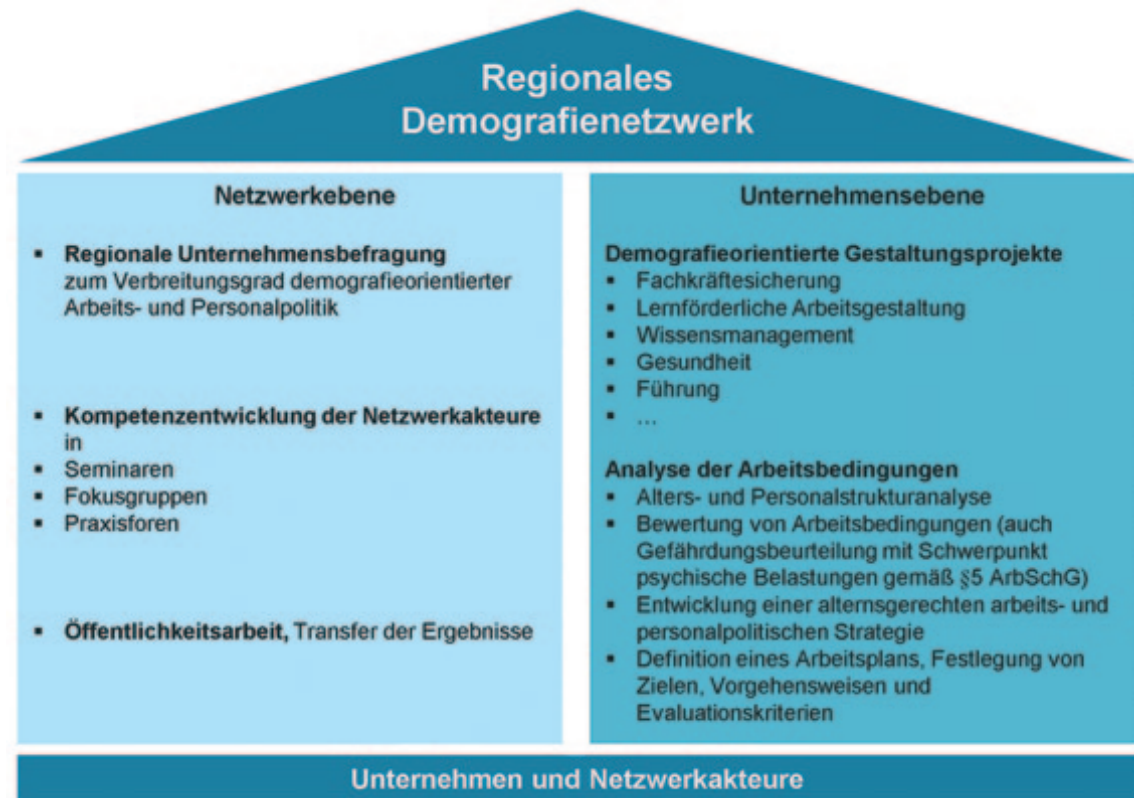 Regionales
Demografienetzwerk
Netzwerkebene
▪ Regionale Unternehmensbefragung
zum Verbreitungsgrad demografieorientierter
Arbeits- und Personalpolitik
▪ Kompetenzentwicklung der Netzwerkakteure
in
▪ Seminaren
▪ Fokusgruppen
▪ Praxisforen
▪ Öffentlichkeitsarbeit, Transfer der Ergebnisse
Unternehmensebene
Demografieorientierte Gestaltungsprojekte
▪ Fachkräftesicherung
▪ Lernförderliche Arbeitsgestaltung
▪ Wissensmanagement
▪ Gesundheit
▪ Führung
▪ ...
Analyse der Arbeitsbedingungen
▪ Alters- und Personalstrukturanalyse
▪ Bewertung von Arbeitsbedingungen (auch
Gefährdungsbeurteilung mit Schwerpunkt
psychische Belastungen gemäß §5 ArbSchG)
▪ Entwicklung einer alternsgerechten arbeits- und
personalpolitischen Strategie
▪ Definition eines Arbeitsplans, Festlegung von
Zielen, Vorgehensweisen und
Evaluationskriterien
Unternehmen und Netzwerkakteure